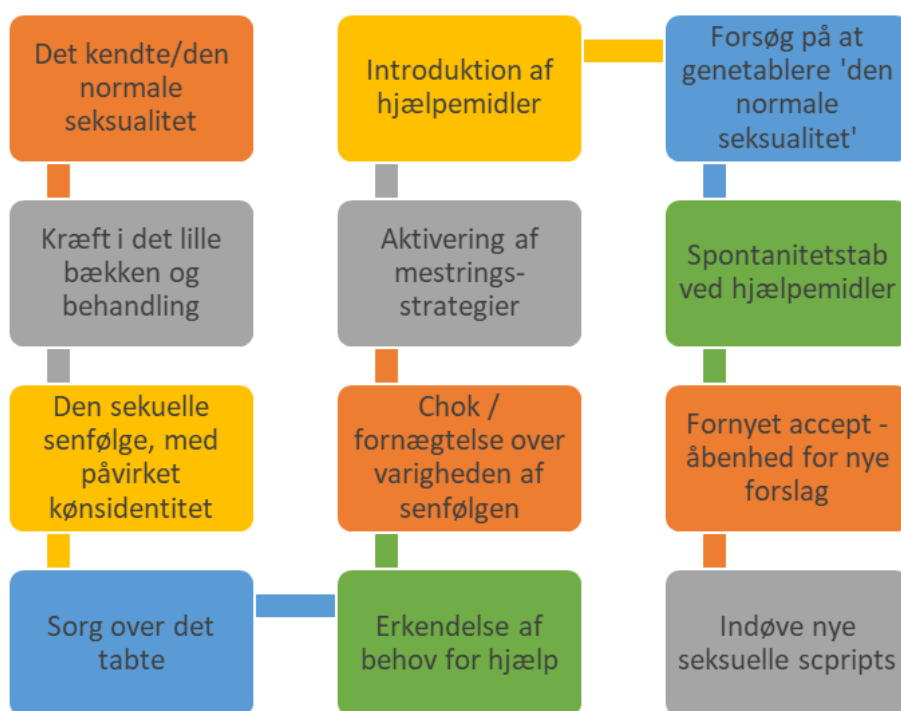 Det kendte/den
normale
seksualitet
Kræft i det lille
bækken og
behandling
Den sekuelle
senfølge, med
påvirket
kønsidentitet
Sorg over det
tabte
Erkendelse af
behov for hjælp
Chok /
fornægtelse over
varigheden af
senfølgen
Aktivering af
mestrings-
strategier
Introduktion af
hjælpemidler
Forsøg på at
genetablere 'den
normale
seksualitet'
Spontanitetstab
ved hjælpemidler
Fornyet accept -
åbenhed for nye
forslag
Indøve nye
seksuelle scpripts